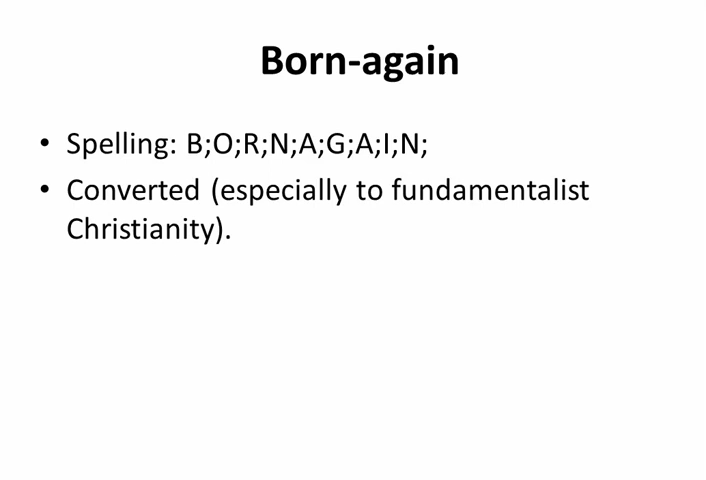 Born-again
• Spelling: B;O;R;N;A;G;A;I;N;
• Converted (especially to fundamentalist
Christianity).